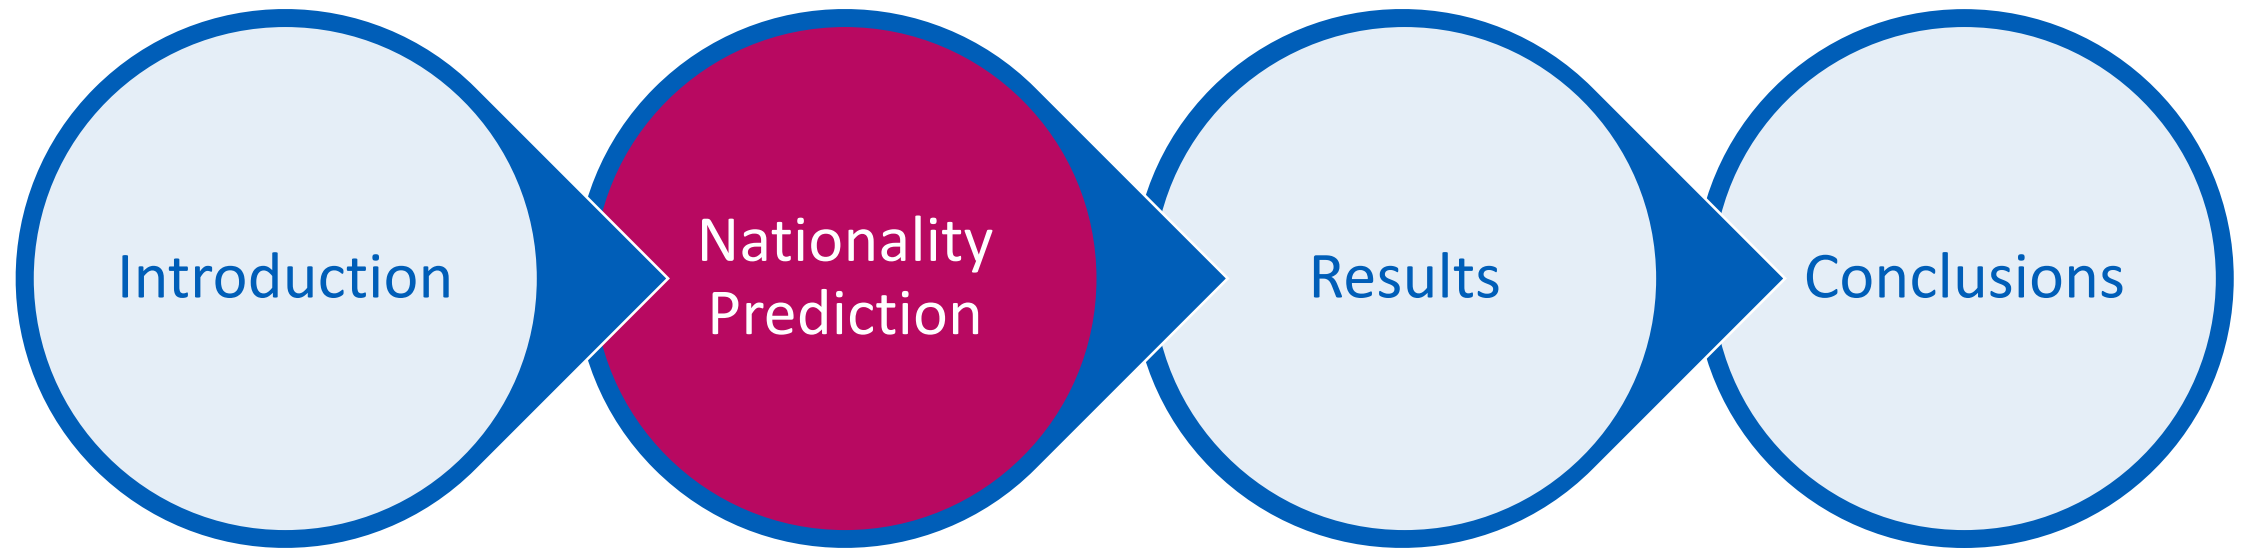 Introduction
Nationality
Prediction
Results
Conclusions